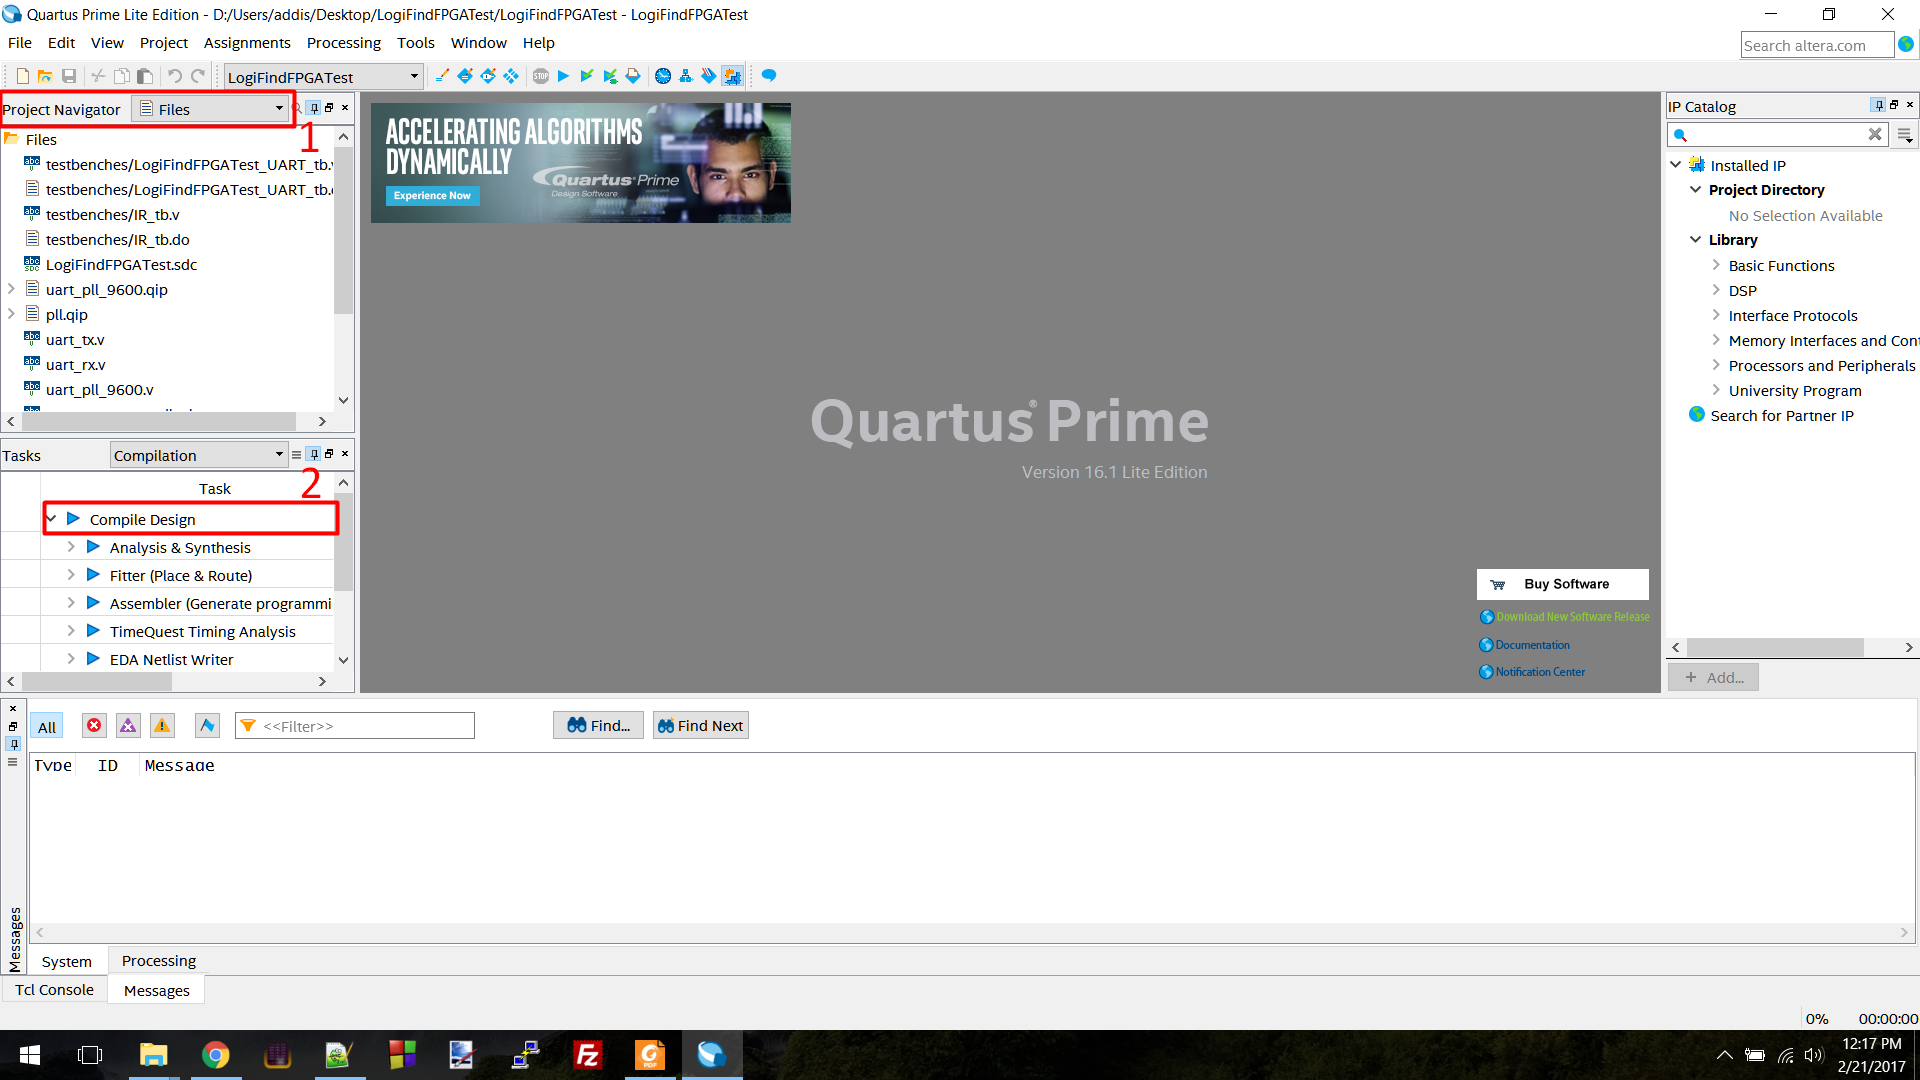 Quartus Prime Lite Edition - D:/Users/addis/Desktop/LogiFindFPGATest/LogiFindFPGATest - LogiFindFPGATest
File Edit View Project Assignments Processing Tools Window Help
Search altera.com
LogiFindFPGATest
STOP
Project Navigator Files
1
Files
testbenches/LogiFindFPGATest_UART_tb.
testbenches/LogiFindFPGATest_UART_tb.
testbenches/IR_tb.v
testbenches/IR_tb.do
LogiFindFPGATest.sdc
uart_pll_9600.qip
pll.qip
uart_tx.v
uart_rx.v
uart_pll_9600.v
Tasks Compilation
2
Task
Compile Design
Analysis & Synthesis
Fitter (Place & Route)
Assembler (Generate programmi
TimeQuest Timing Analysis
EDA Netlist Writer
ACCELERATING ALGORITHMS
DYNAMICALLY
Experience Now
Quartus® Prime
Design Software
Quartus® Prime
Version 16.1 Lite Edition
Buy Software
Download New Software Release
Documentation
Notification Center
IP Catalog
Installed IP
Project Directory
No Selection Available
Library
Basic Functions
DSP
Interface Protocols
Memory Interfaces and Cont
Processors and Peripherals
University Program
Search for Partner IP
+ Add...
All <<Filter>> Find... Find Next
Type ID Message
Messages
System Processing
Tcl Console Messages
0% 00:00:00
12:17 PM
2/21/2017